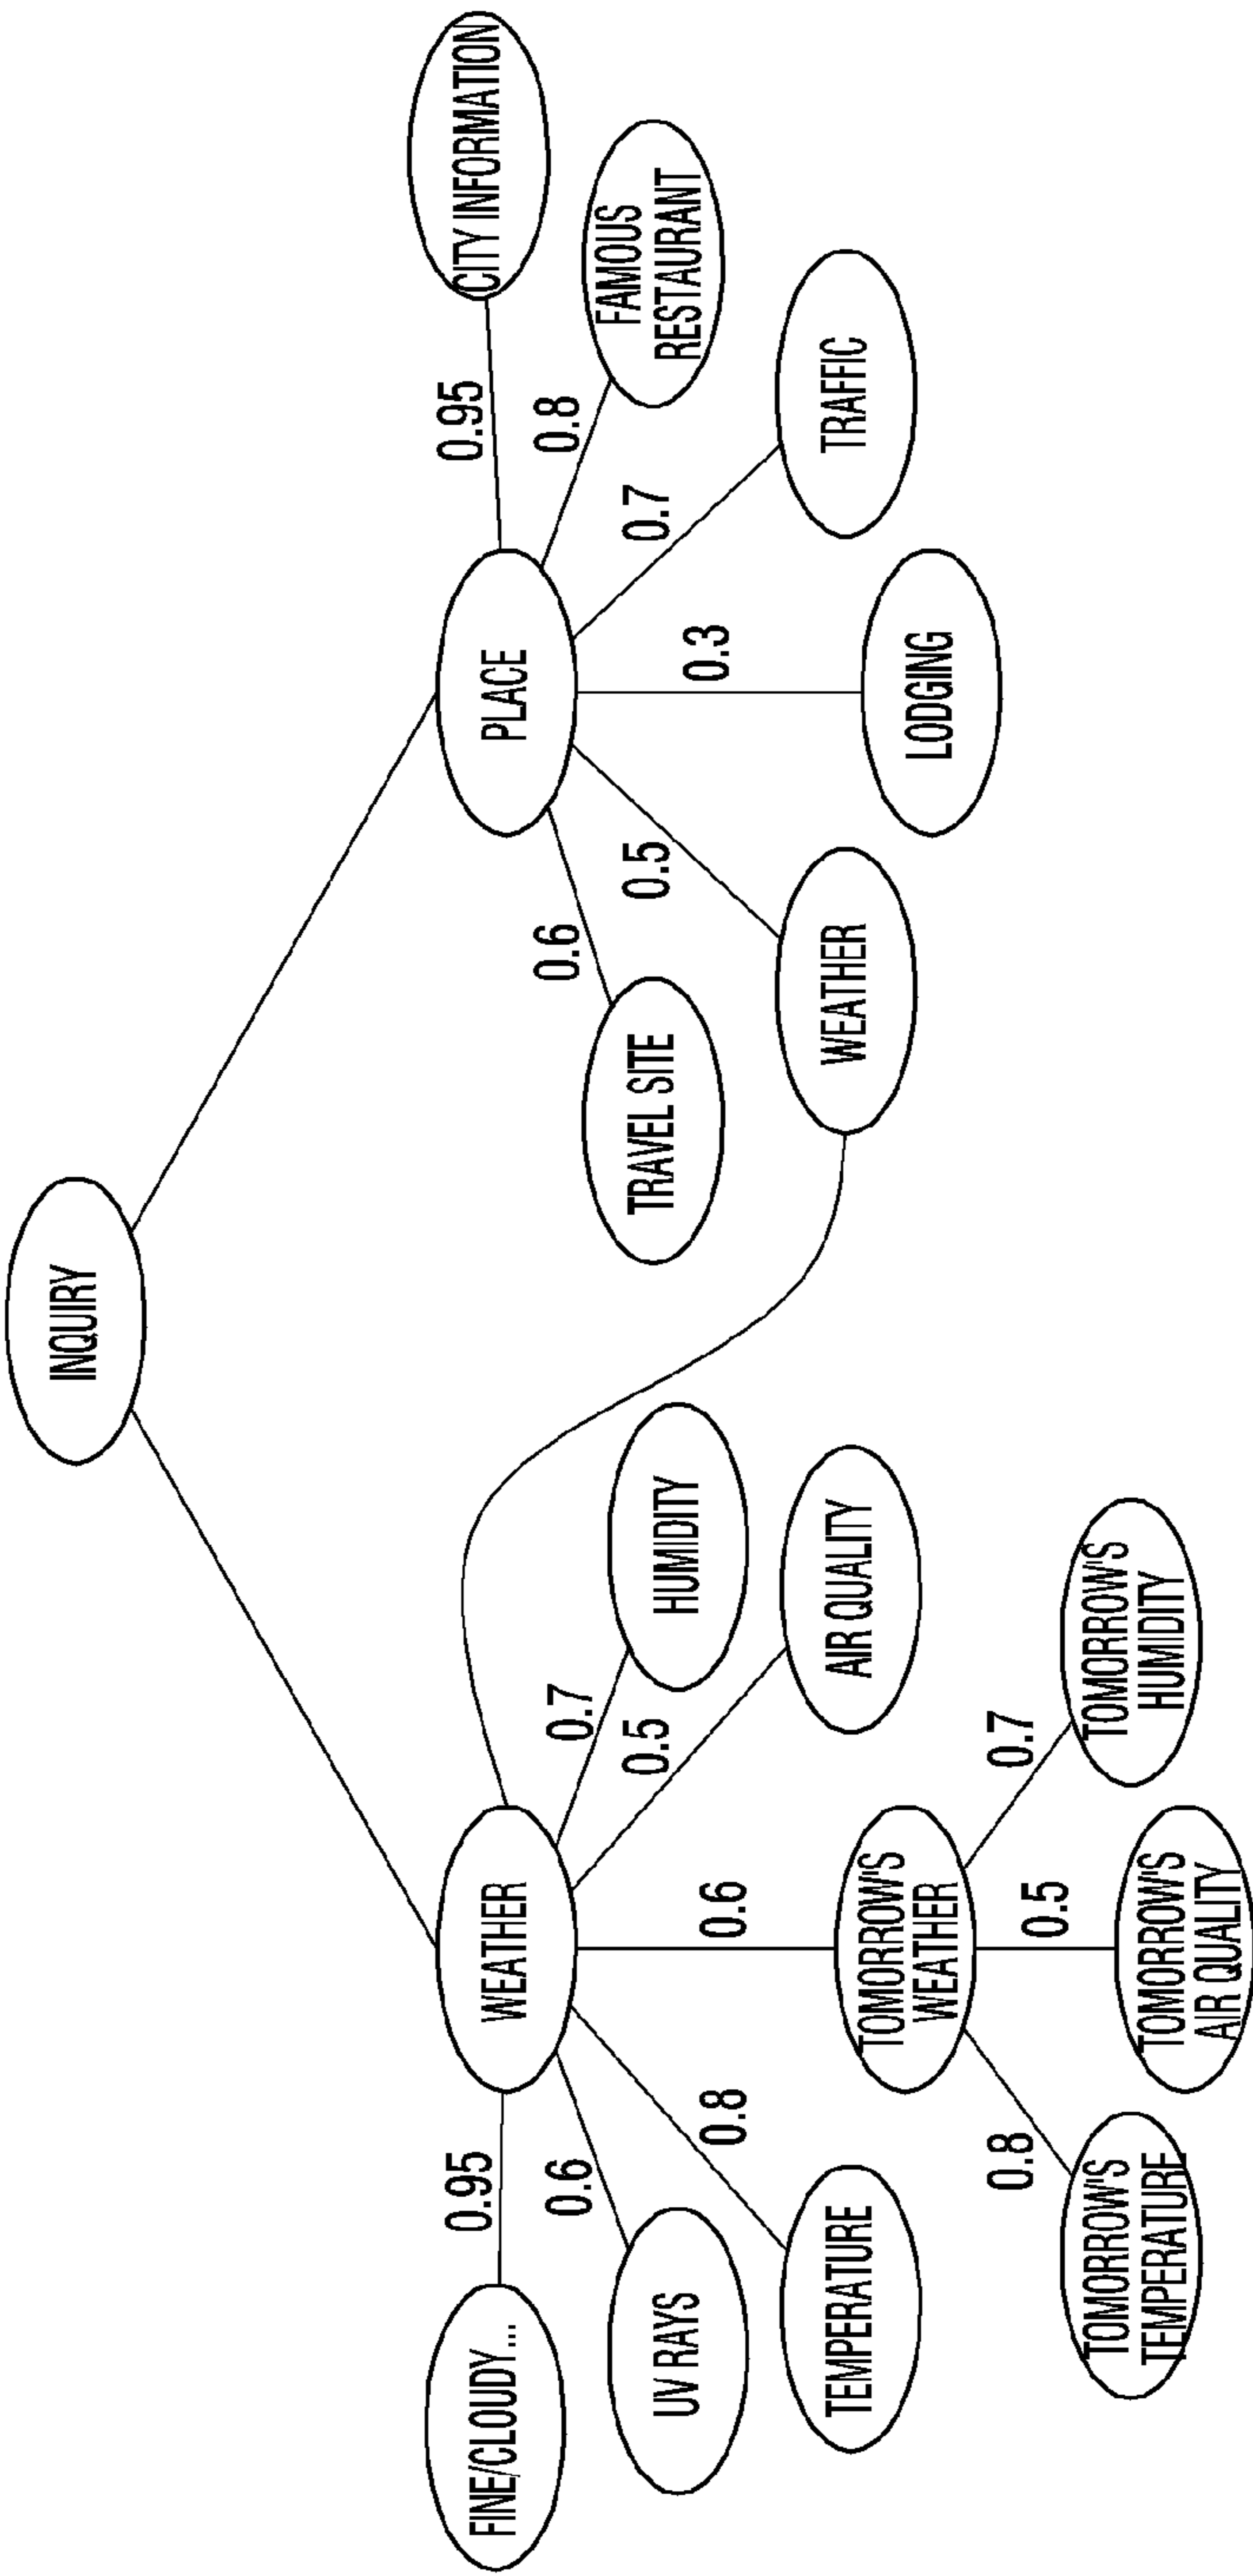 INQUIRY
WEATHER
PLACE
0.95
0.6
0.8
0.6
0.5
0.7
FINE/CLOUDY...
UV RAYS
TEMPERATURE
TOMORROW'S
WEATHER
AIR QUALITY
HUMIDITY
0.8
0.5
0.7
TOMORROW'S
TEMPERATURE
TOMORROW'S
AIR QUALITY
TOMORROW'S
HUMIDITY
0.6
0.5
0.3
0.7
0.8
0.95
TRAVEL SITE
WEATHER
LODGING
TRAFFIC
FAMOUS
RESTAURANT
CITY INFORMATION